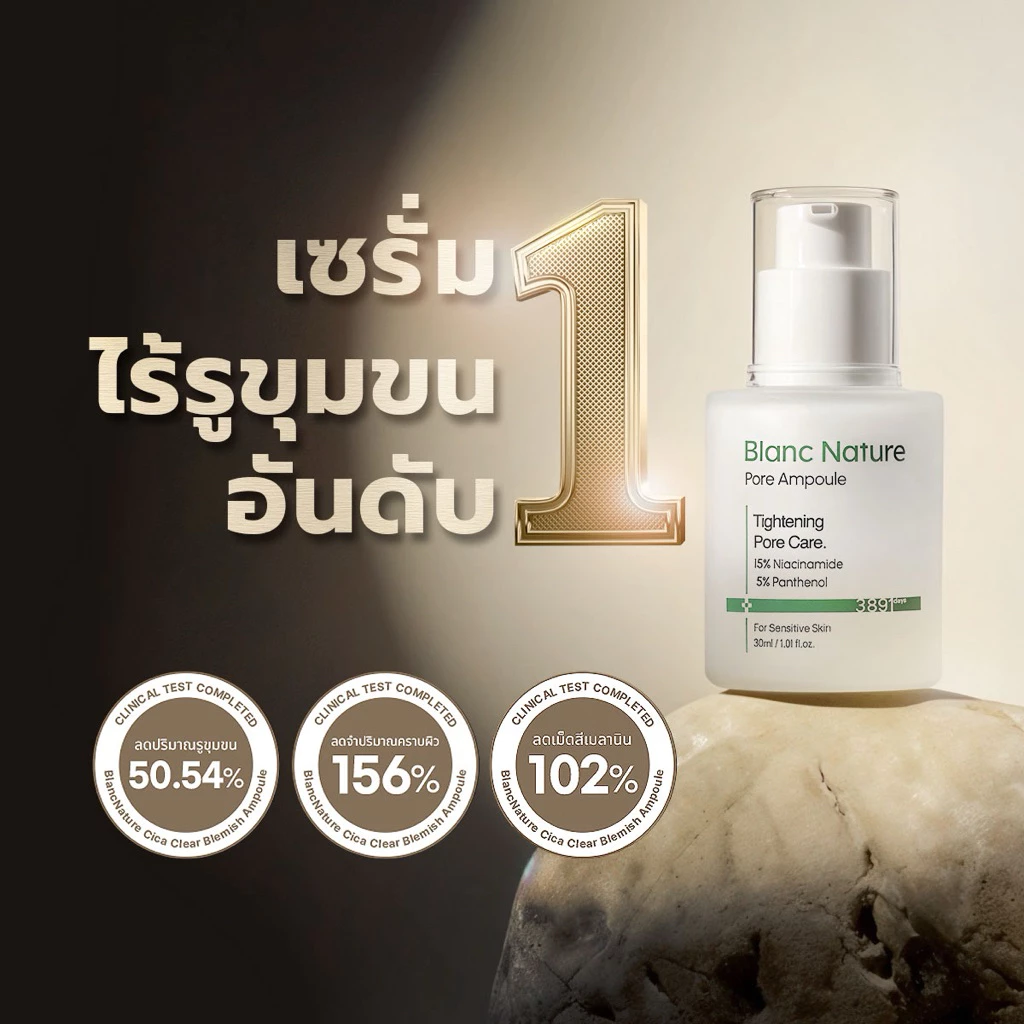 เซรั่ม
ไร้รูขุมขน
อันดับ
1
Blanc Nature
Pore Ampoule
Tightening
Pore Care.
15% Niacinamide
5% Panthenol
3891days
For Sensitive Skin
30ml / 1.01 fl.oz.
CLINICAL TEST COMPLETED
ลดปริมาณรูขุมขน
50.54%
BlancNature Cica Clear Blemish Ampoule
CLINICAL TEST COMPLETED
ลดจำปริมาณคราบผิว
156%
BlancNature Cica Clear Blemish Ampoule
CLINICAL TEST COMPLETED
ลดเม็ดสีเมลานิน
102%
BlancNature Cica Clear Blemish Ampoule